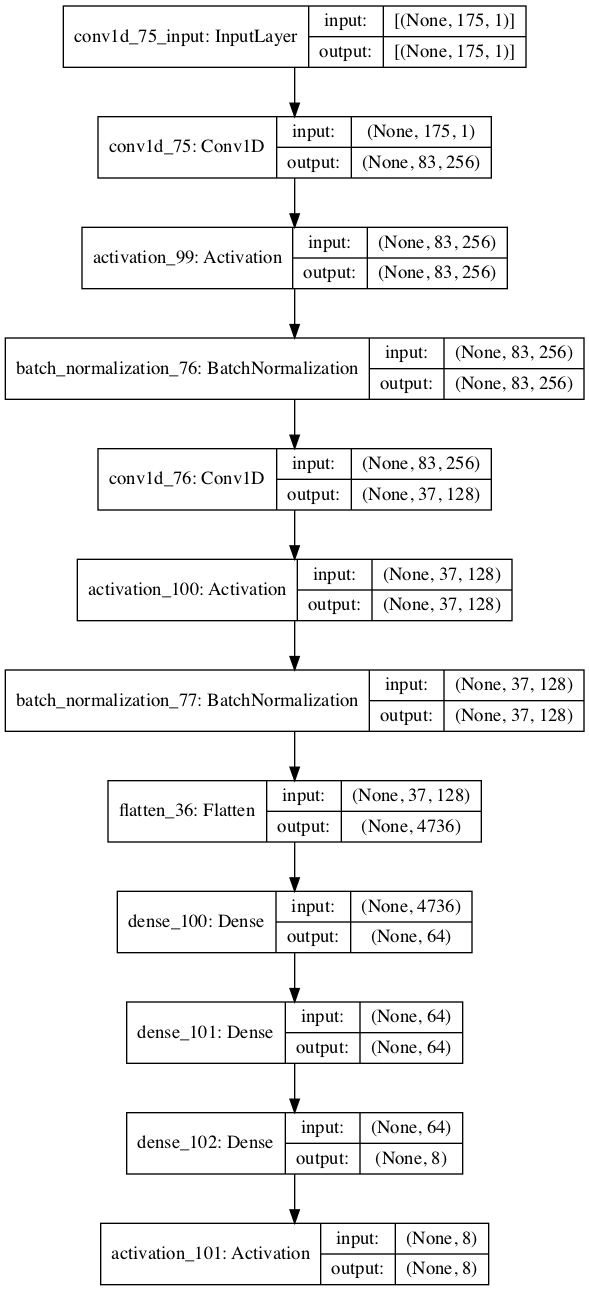 conv1d_75_input: InputLayer
input: [(None, 175, 1)]
output: [(None, 175, 1)]
conv1d_75: Conv1D
input: (None, 175, 1)
output: (None, 83, 256)
activation_99: Activation
input: (None, 83, 256)
output: (None, 83, 256)
batch_normalization_76: BatchNormalization
input: (None, 83, 256)
output: (None, 83, 256)
conv1d_76: Conv1D
input: (None, 83, 256)
output: (None, 37, 128)
activation_100: Activation
input: (None, 37, 128)
output: (None, 37, 128)
batch_normalization_77: BatchNormalization
input: (None, 37, 128)
output: (None, 37, 128)
flatten_36: Flatten
input: (None, 37, 128)
output: (None, 4736)
dense_100: Dense
input: (None, 4736)
output: (None, 64)
dense_101: Dense
input: (None, 64)
output: (None, 64)
dense_102: Dense
input: (None, 64)
output: (None, 8)
activation_101: Activation
input: (None, 8)
output: (None, 8)